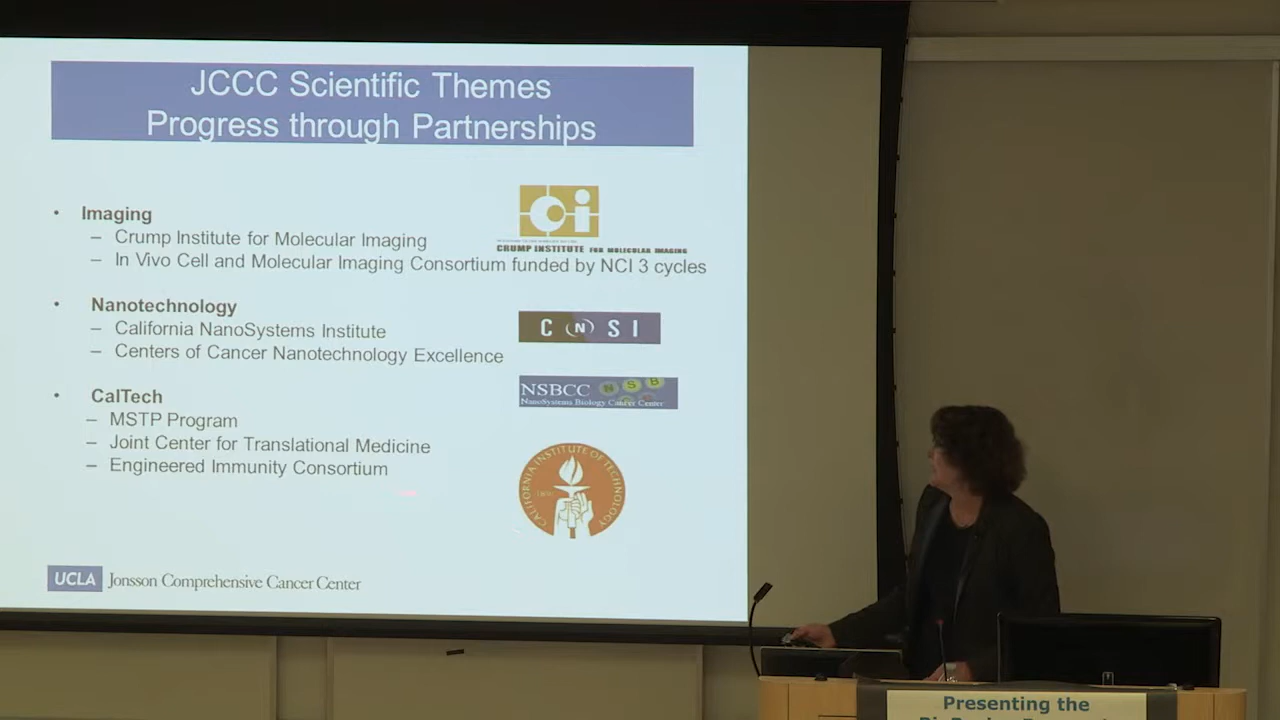 JCCC Scientific Themes
Progress through Partnerships
• Imaging
– Crump Institute for Molecular Imaging
– In Vivo Cell and Molecular Imaging Consortium funded by NCI 3 cycles
CRUMP INSTITUTE FOR MOLECULAR IMAGING
• Nanotechnology
– California NanoSystems Institute
– Centers of Cancer Nanotechnology Excellence
CNSI
NSBCC NSB
NanoSystems Biology Cancer Center
• CalTech
– MSTP Program
– Joint Center for Translational Medicine
– Engineered Immunity Consortium
CALIFORNIA INSTITUTE OF TECHNOLOGY
UCLA Jonsson Comprehensive Cancer Center
Presenting the